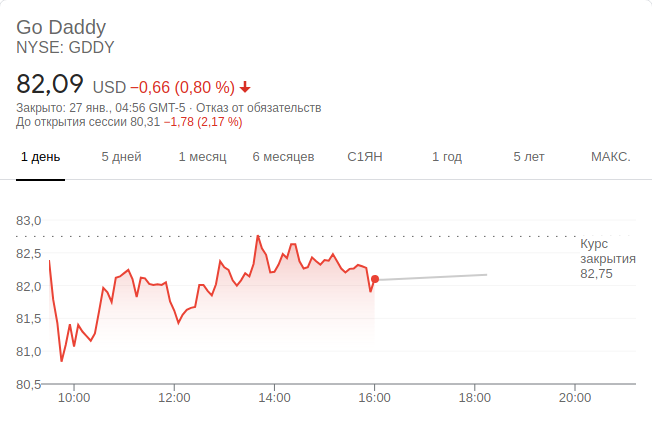 Go Daddy
NYSE: GDDY
82,09 USD −0,66 (0,80 %)
Закрыто: 27 янв., 04:56 GMT-5 · Отказ от обязательств
До открытия сессии 80,31 −1,78 (2,17 %)
1 день 5 дней 1 месяц 6 месяцев С1ЯН 1 год 5 лет МАКС.
83,0
Курс
закрытия
82,75
82,5
82,0
81,5
81,0
80,5
10:00 12:00 14:00 16:00 18:00 20:00